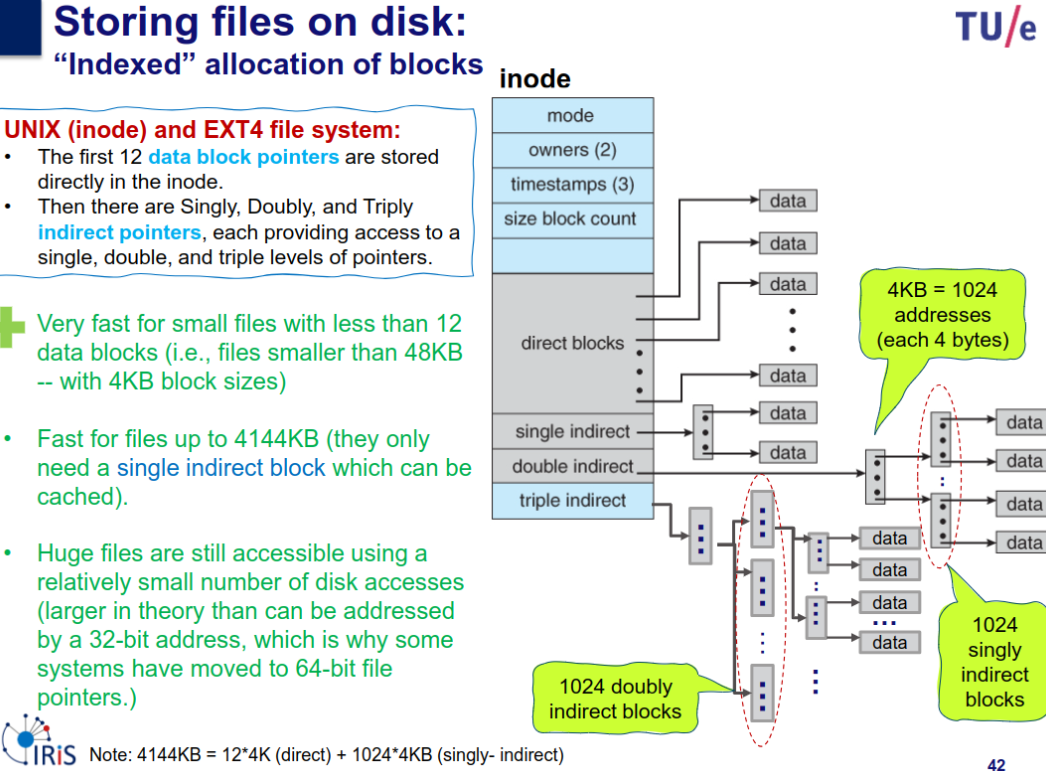 Storing files on disk:
“Indexed” allocation of blocks
TU/e
UNIX (inode) and EXT4 file system:
• The first 12 data block pointers are stored
directly in the inode.
• Then there are Singly, Doubly, and Triply
indirect pointers, each providing access to a
single, double, and triple levels of pointers.
Very fast for small files with less than 12
data blocks (i.e., files smaller than 48KB
-- with 4KB block sizes)
• Fast for files up to 4144KB (they only
need a single indirect block which can be
cached).
• Huge files are still accessible using a
relatively small number of disk accesses
(larger in theory than can be addressed
by a 32-bit address, which is why some
systems have moved to 64-bit file
pointers.)
inode
mode
owners (2)
timestamps (3)
size block count
direct blocks
single indirect
double indirect
triple indirect
data
data
data
data
data
data
4KB = 1024
addresses
(each 4 bytes)
data
data
data
data
data
data
data
data
1024
singly
indirect
blocks
1024 doubly
indirect blocks
IRiS
Note: 4144KB = 12*4K (direct) + 1024*4KB (singly- indirect)
42